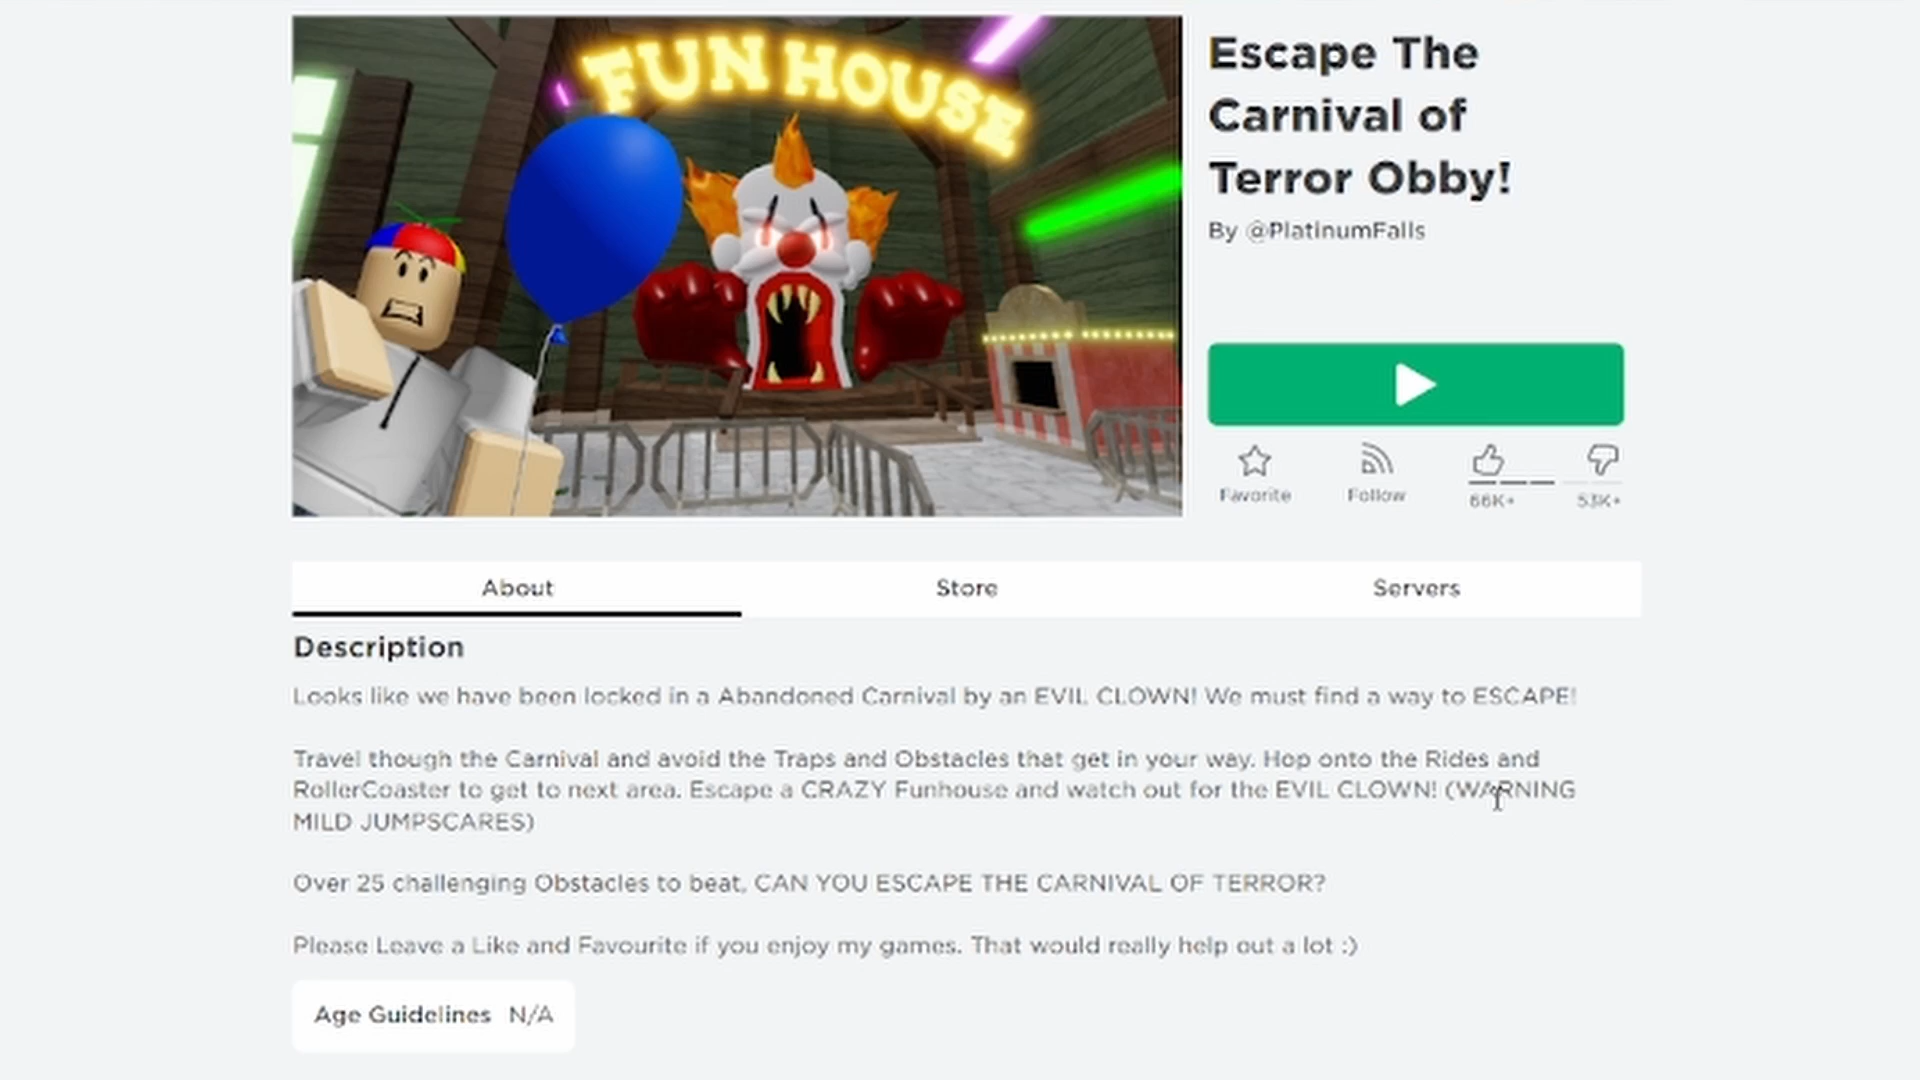 FUN HOUSE
Escape The
Carnival of
Terror Obby!
By @PlatinumFalls
Favorite
Follow
66K+
53K+
About
Store
Servers
Description
Looks like we have been locked in a Abandoned Carnival by an EVIL CLOWN! We must find a way to ESCAPE!
Travel though the Carnival and avoid the Traps and Obstacles that get in your way. Hop onto the Rides and
RollerCoaster to get to next area. Escape a CRAZY Funhouse and watch out for the EVIL CLOWN! (WARNING
MILD JUMPSCARES)
Over 25 challenging Obstacles to beat, CAN YOU ESCAPE THE CARNIVAL OF TERROR?
Please Leave a Like and Favourite if you enjoy my games. That would really help out a lot :)
Age Guidelines N/A